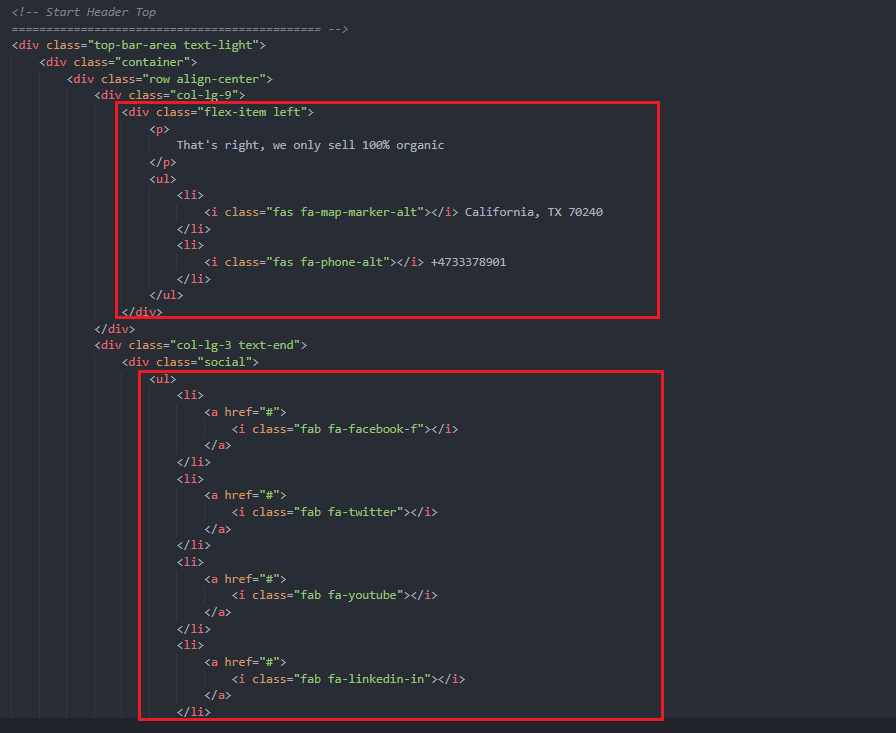 <!-- Start Header Top
============================================= -->
<div class="top-bar-area text-light">
<div class="container">
<div class="row align-center">
<div class="col-lg-9">
<div class="flex-item left">
<p>
That's right, we only sell 100% organic
</p>
<ul>
<li>
<i class="fas fa-map-marker-alt"></i> California, TX 70240
</li>
<li>
<i class="fas fa-phone-alt"></i> +4733378901
</li>
</ul>
</div>
</div>
<div class="col-lg-3 text-end">
<div class="social">
<ul>
<li>
<a href="#">
<i class="fab fa-facebook-f"></i>
</a>
</li>
<li>
<a href="#">
<i class="fab fa-twitter"></i>
</a>
</li>
<li>
<a href="#">
<i class="fab fa-youtube"></i>
</a>
</li>
<li>
<a href="#">
<i class="fab fa-linkedin-in"></i>
</a>
</li>